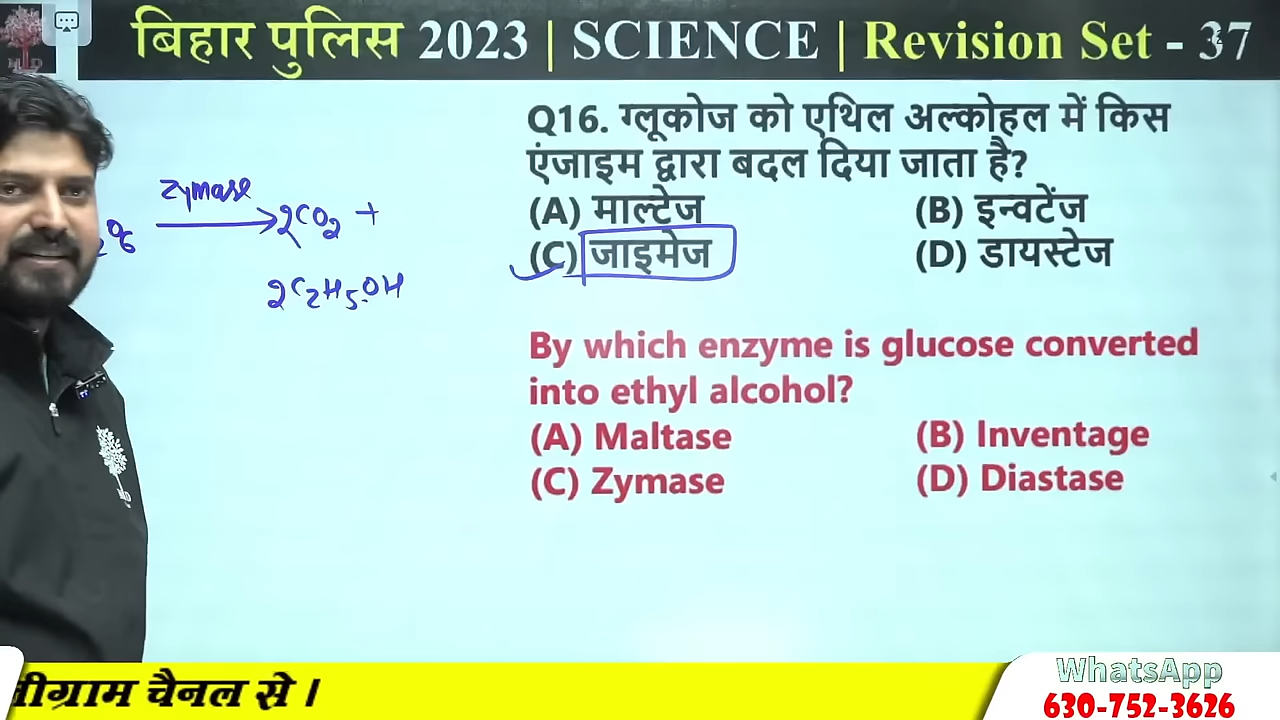 बिहार पुलिस 2023 | SCIENCE | Revision Set - 37
Q16. ग्लूकोज को एथिल अल्कोहल में किस
एंजाइम द्वारा बदल दिया जाता है?
(A) माल्टेज (B) इन्वटेंज
(C) जाइमेज (D) डायस्टेज
Zymase
2CO2 +
2C2H5OH
By which enzyme is glucose converted
into ethyl alcohol?
(A) Maltase (B) Inventage
(C) Zymase (D) Diastase
चैनल से।
WhatsApp
630-752-3626